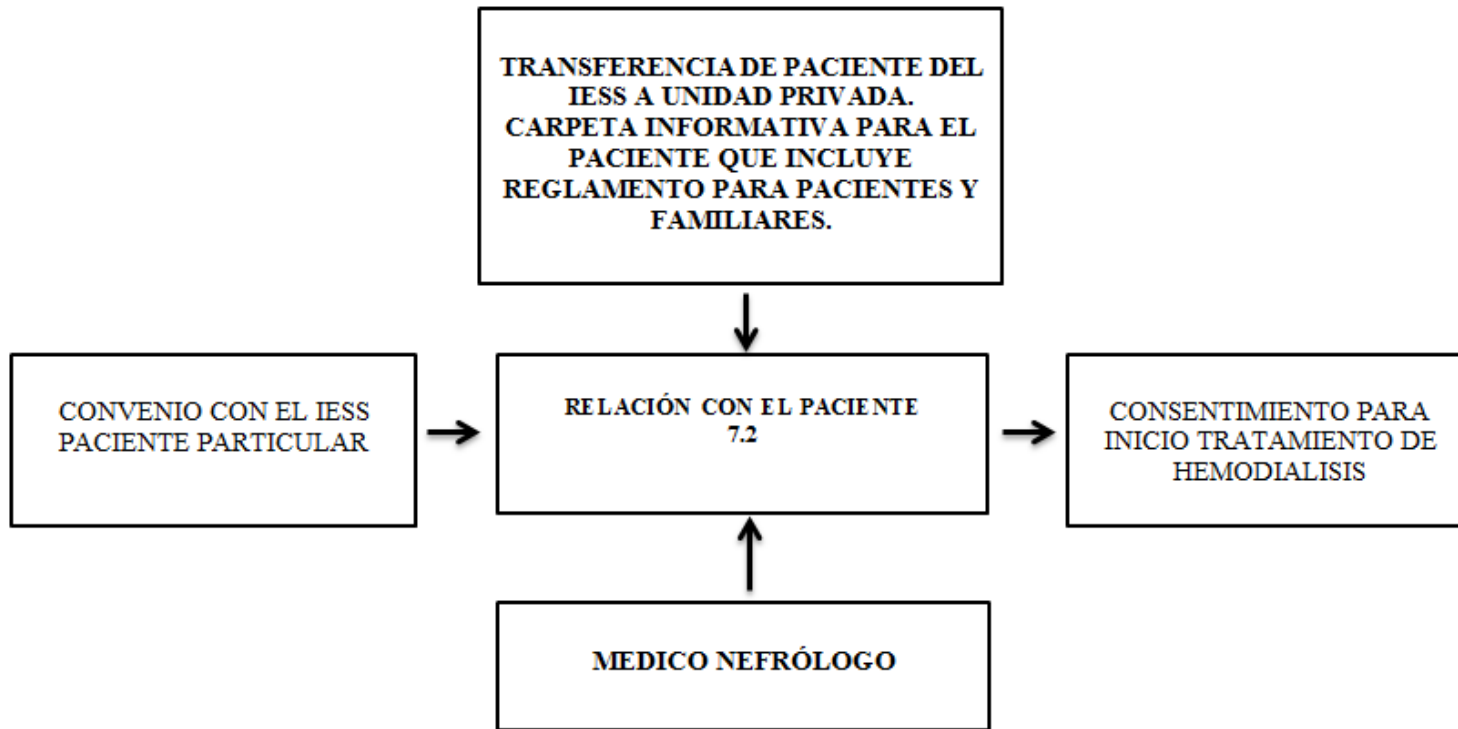 TRANSFERENCIA DE PACIENTE DEL
IESS A UNIDAD PRIVADA.
CARPETA INFORMATIVA PARA EL
PACIENTE QUE INCLUYE
REGLAMENTO PARA PACIENTES Y
FAMILIARES.
CONVENIO CON EL IESS
PACIENTE PARTICULAR
RELACIÓN CON EL PACIENTE
7.2
CONSENTIMIENTO PARA
INICIO TRATAMIENTO DE
HEMODIALISIS
MEDICO NEFRÓLOGO